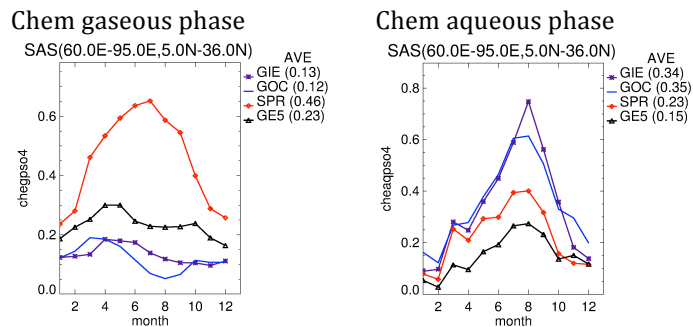 Chem gaseous phase
SAS(60.0E-95.0E,5.0N-36.0N)
AVE
GIE (0.13)
GOC (0.12)
SPR (0.46)
GE5 (0.23)
chegpso4
0.6
0.4
0.2
0.0
2 4 6 8 10 12
month
Chem aqueous phase
SAS(60.0E-95.0E,5.0N-36.0N)
AVE
GIE (0.34)
GOC (0.35)
SPR (0.23)
GE5 (0.15)
cheaqpso4
0.8
0.6
0.4
0.2
0.0
2 4 6 8 10 12
month